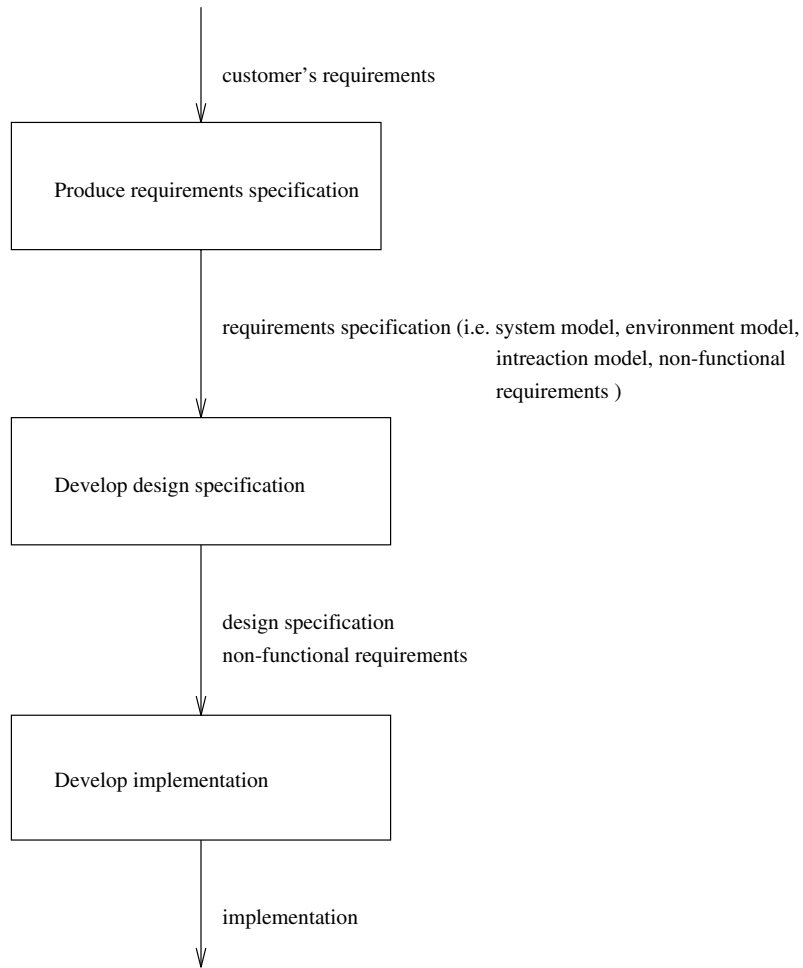 customer's requirements
Produce requirements specification
requirements specification (i.e. system model, environment model,
intreaction model, non-functional
requirements )
Develop design specification
design specification
non-functional requirements
Develop implementation
implementation